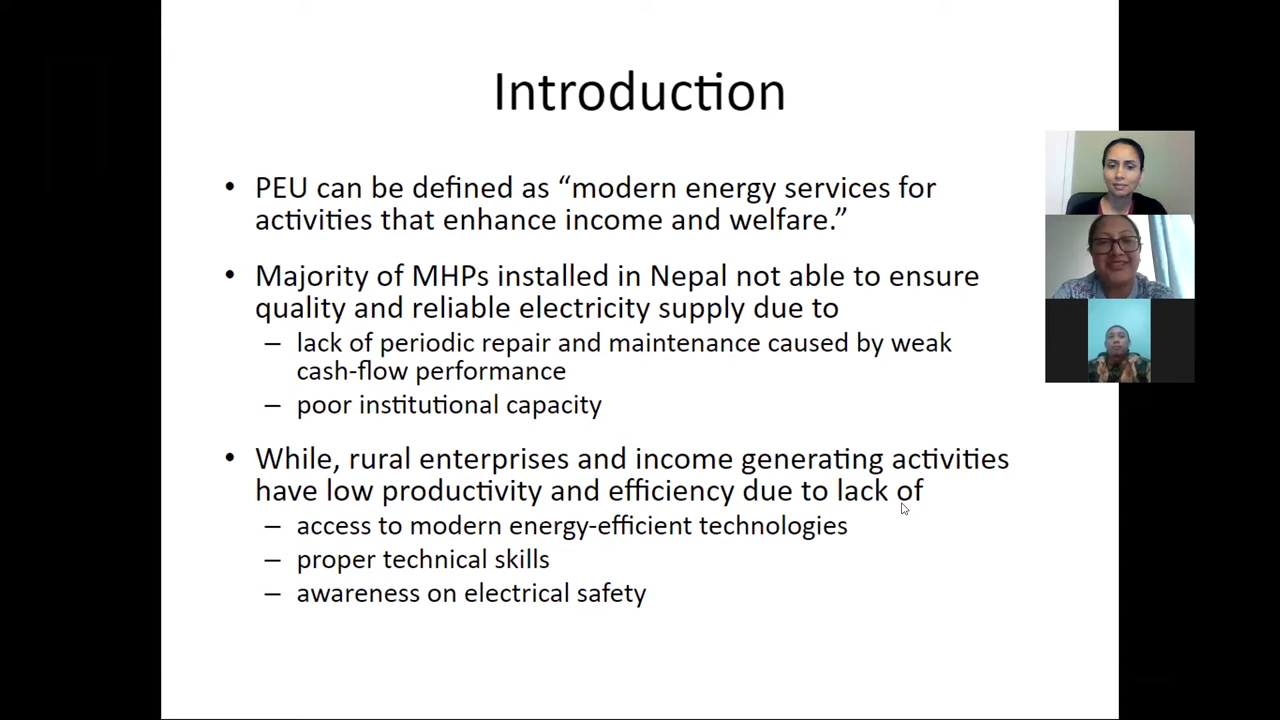 Introduction
• PEU can be defined as “modern energy services for
activities that enhance income and welfare.”
• Majority of MHPs installed in Nepal not able to ensure
quality and reliable electricity supply due to
– lack of periodic repair and maintenance caused by weak
cash-flow performance
– poor institutional capacity
• While, rural enterprises and income generating activities
have low productivity and efficiency due to lack of
– access to modern energy-efficient technologies
– proper technical skills
– awareness on electrical safety